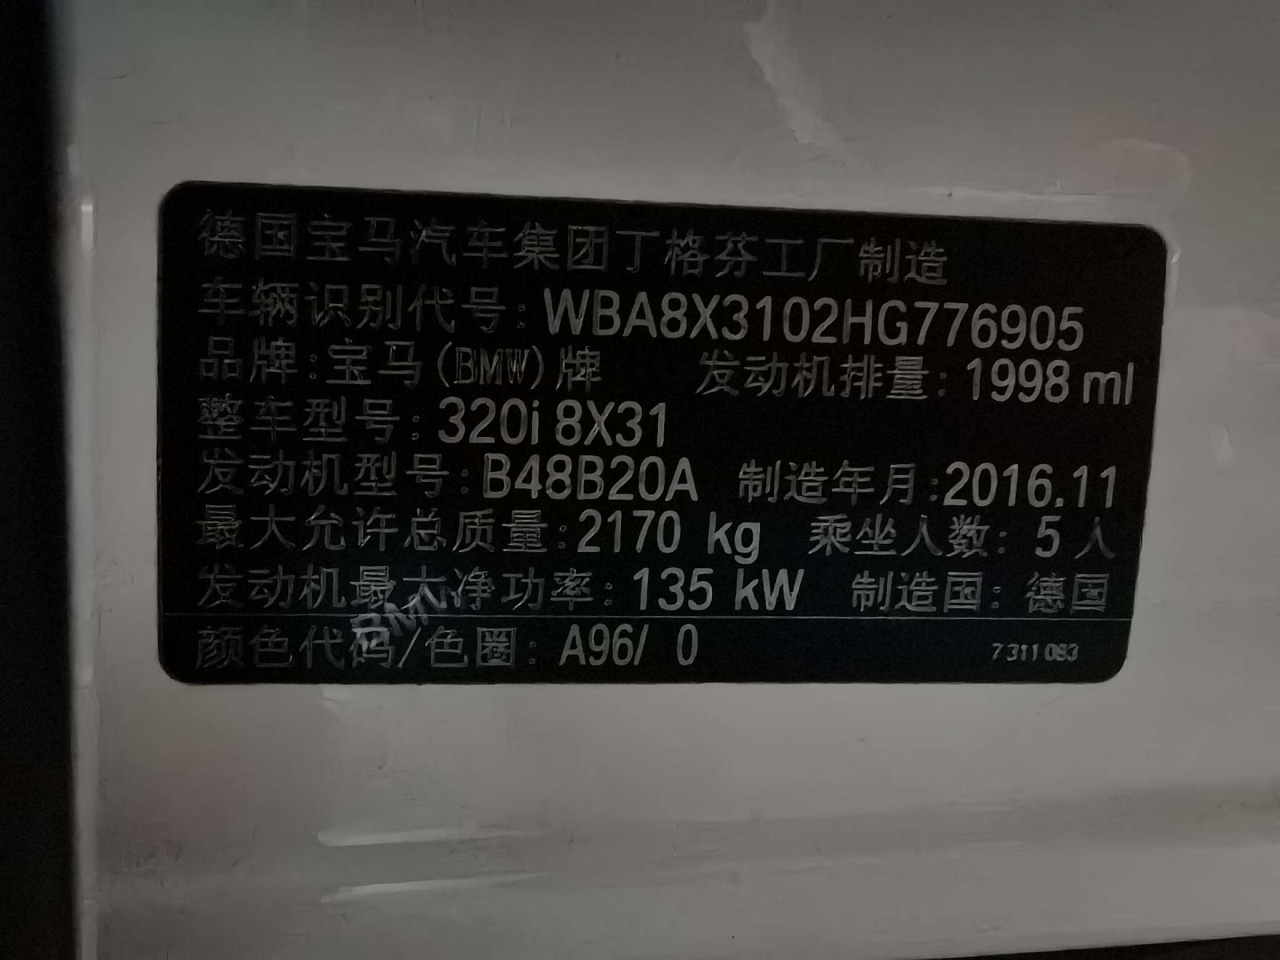 德国宝马汽车集团丁格芬工厂制造
车辆识别代号:WBA8X3102HG776905
品牌:宝马(BMW)牌 发动机排量: 1998 ml
整车型号: 320i 8X31
发动机型号:B48B20A 制造年月:2016.11
最大允许总质量:2170 kg 乘坐人数: 5 人
发动机最大净功率: 135 kW 制造国: 德国
BMW
颜色代码/色圈: A96/ 0
7 311 083